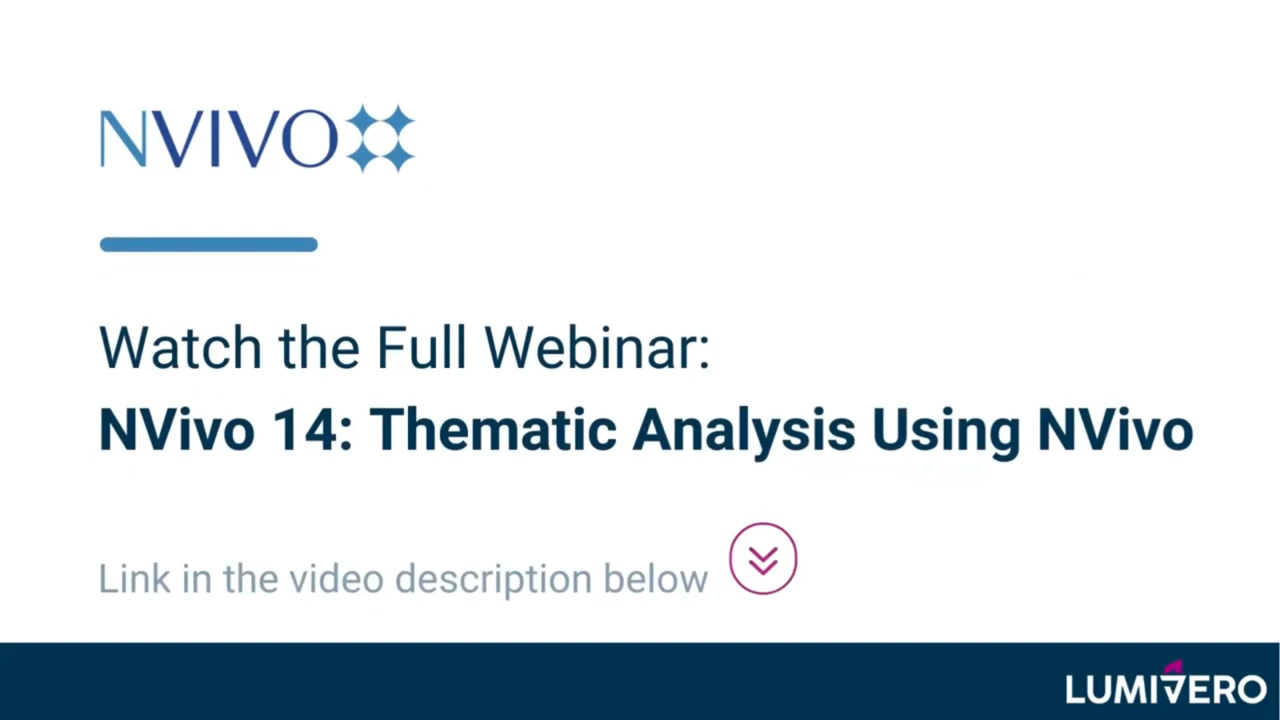 NVIVO
Watch the Full Webinar:
NVivo 14: Thematic Analysis Using NVivo
Link in the video description below
LUMIVERO